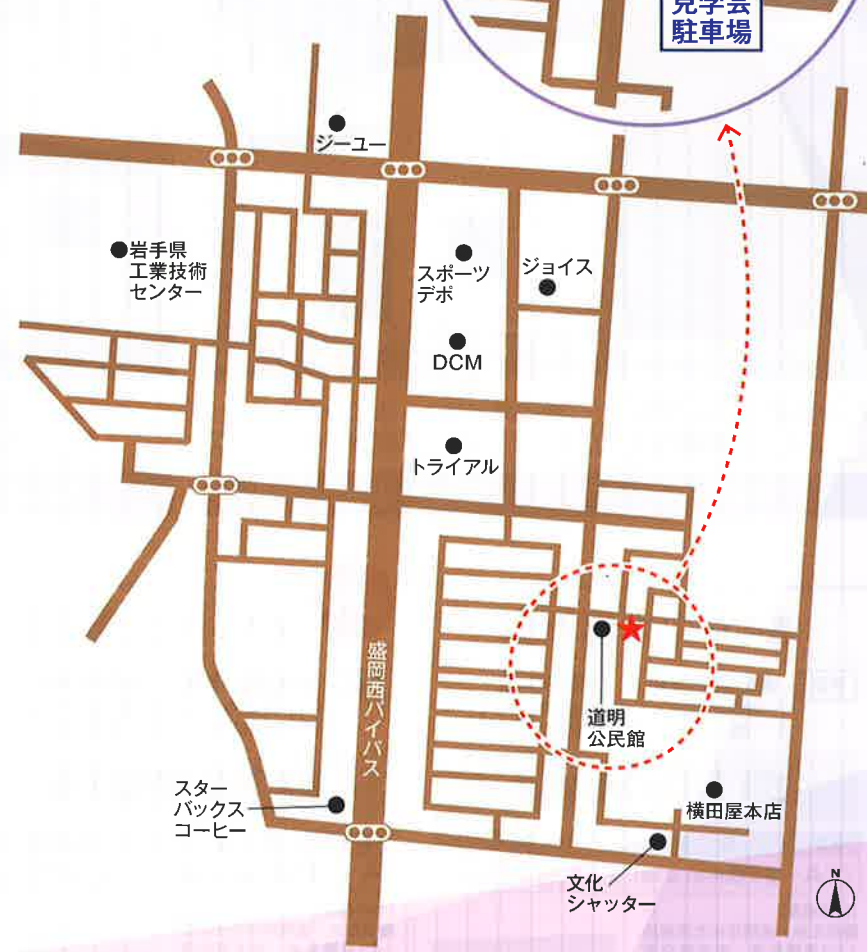 見学会
駐車場
ジーユー
岩手県
工業技術
センター
スポーツ
デポ
ジョイス
DCM
トライアル
盛岡西バイパス
道明
公民館
スター
バックス
コーヒー
横田屋本店
文化
シャッター
N